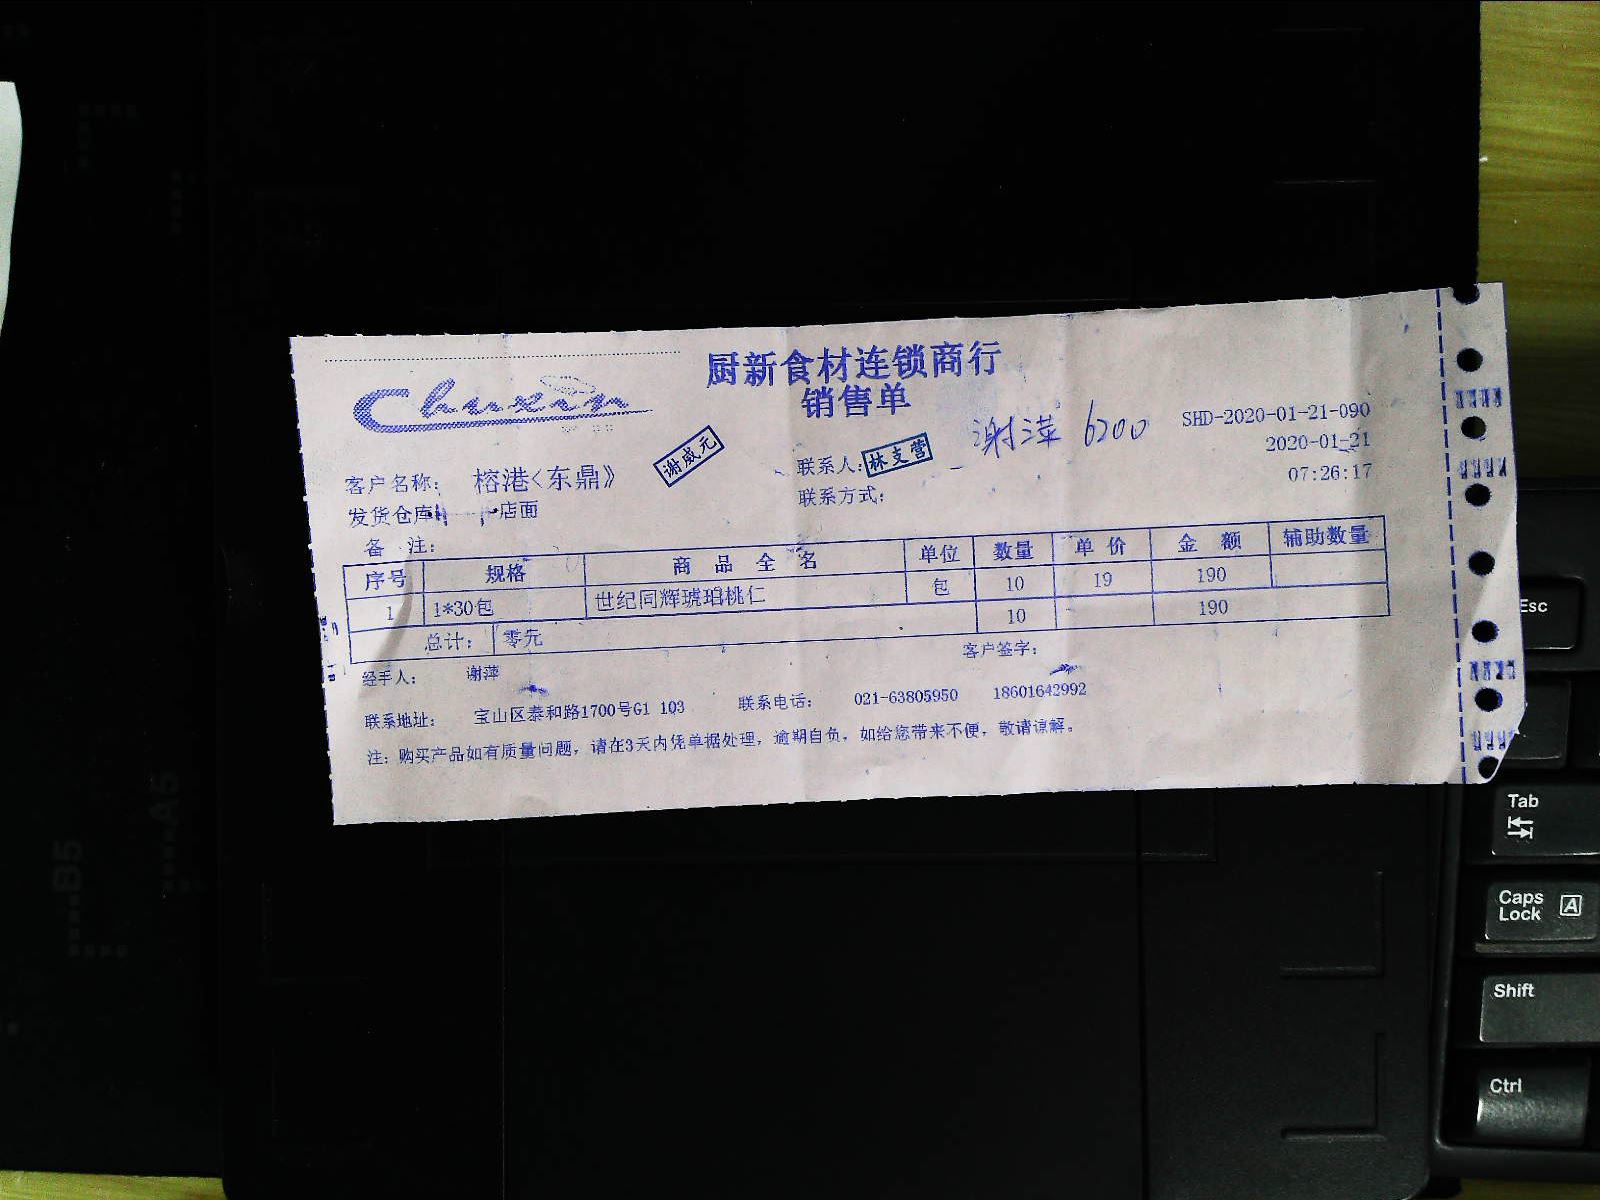 厨新食材连锁商行
Chuxin
销售单
谢萍 6200
SHD-2020-01-21-090
谢威元
2020-01-21
客户名称： 榕港<东鼎》
联系人： 林支营
07:26:17
发货仓库 店面
联系方式：
备 注：
序号 规格 商 品 全 名 单位 数量 单 价 金 额 辅助数量
1 1*30包 世纪同辉琥珀桃仁 包 10 19 190
总计： 零元 10 190
经手人： 谢萍 客户签字：
联系地址： 宝山区泰和路1700号G1 103 联系电话： 021-63805950 18601642992
注：购买产品如有质量问题，请在3天内凭单据处理，逾期自负，如给您带来不便，敬请谅解。
Esc
Tab
Caps Lock A
Shift
Ctrl
A5
B5